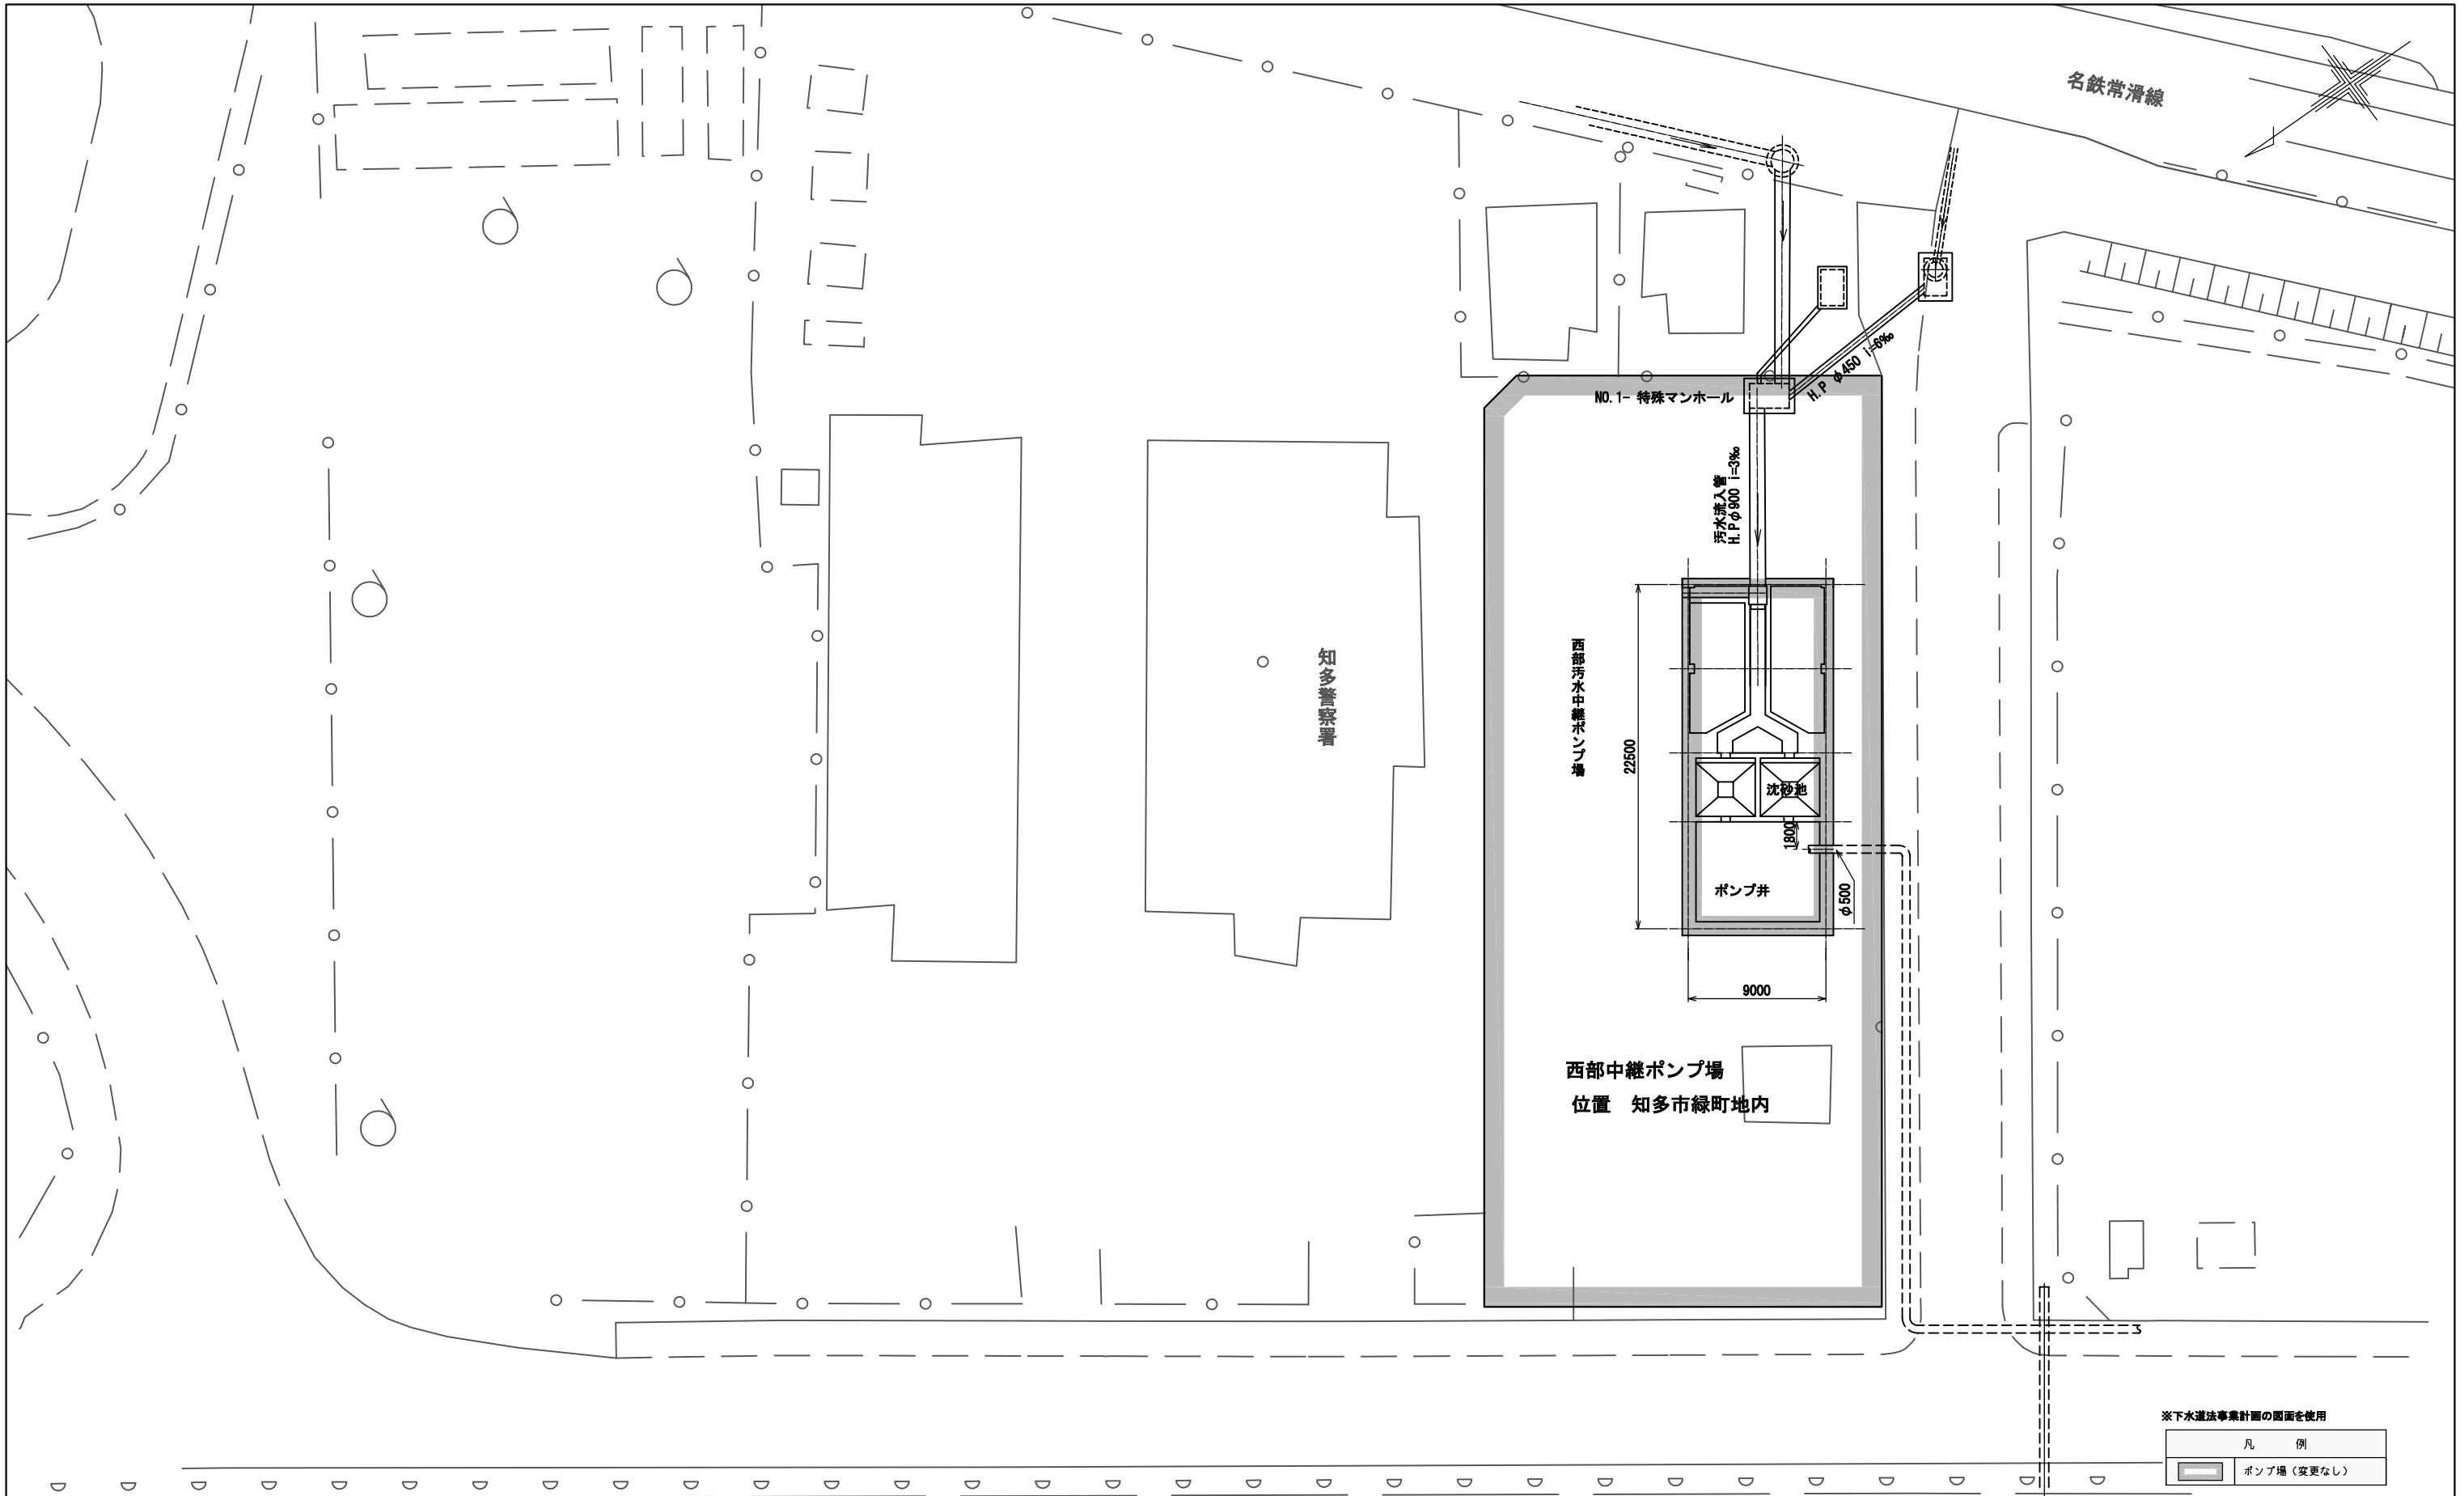 名鉄常滑線
H.P φ450 i=6‰
NO.1- 特殊マンホール
汚水流入管
H.Pφ900 i=3‰
知多警察署
西部汚水中継ポンプ場
22500
沈砂池
1800
ポンプ井
φ500
9000
西部中継ポンプ場
位置 知多市緑町地内
※下水道法事業計画の図面を使用
凡 例
ポンプ場（変更なし）